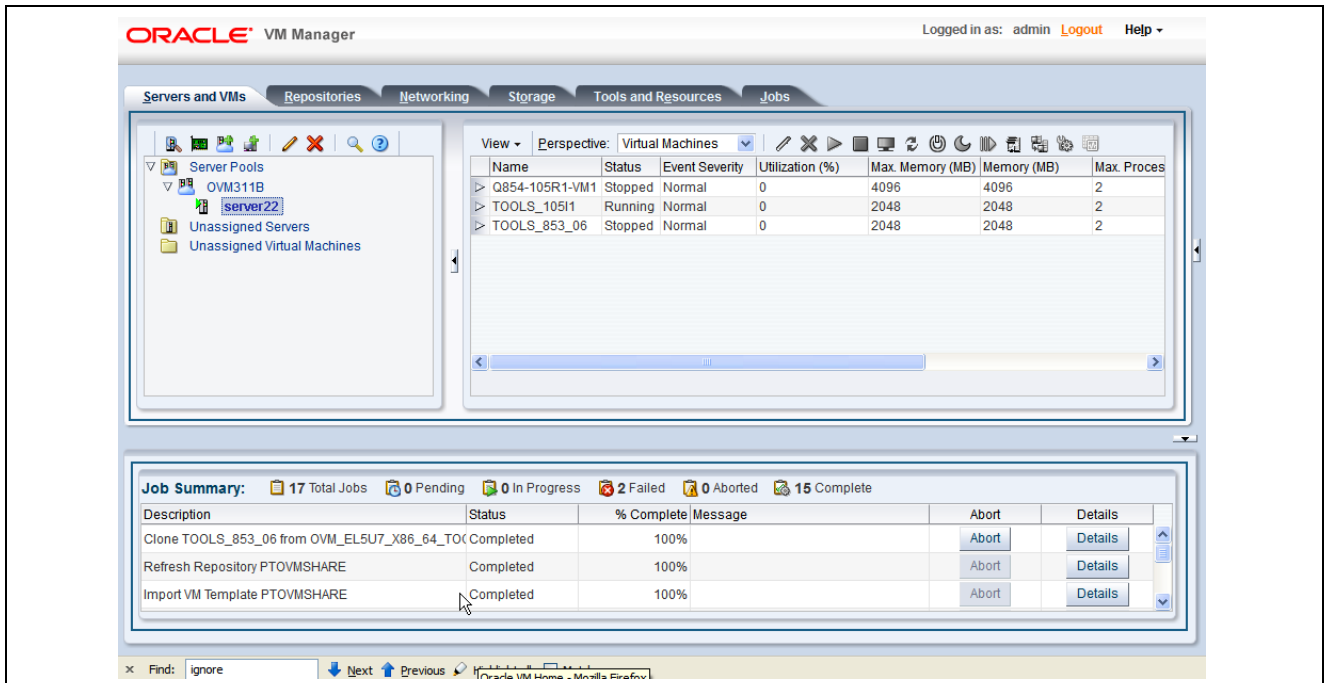 ORACLE VM Manager
Logged in as: admin Logout Help
Servers and VMs Repositories Networking Storage Tools and Resources Jobs
View Perspective: Virtual Machines
Server Pools
OVM311B
server22
Unassigned Servers
Unassigned Virtual Machines
Name Status Event Severity Utilization (%) Max. Memory (MB) Memory (MB) Max. Proces
Q854-105R1-VM1 Stopped Normal 0 4096 4096 2
TOOLS_105I1 Running Normal 0 2048 2048 2
TOOLS_853_06 Stopped Normal 0 2048 2048 2
Job Summary: 17 Total Jobs 0 Pending 0 In Progress 2 Failed 0 Aborted 15 Complete
Description Status % Complete Message Abort Details
Clone TOOLS_853_06 from OVM_EL5U7_X86_64_TOO Completed 100% Abort Details
Refresh Repository PTOVMSHARE Completed 100% Abort Details
Import VM Template PTOVMSHARE Completed 100% Abort Details
× Find: ignore Next Previous
Oracle VM Home - Mozilla Firefox